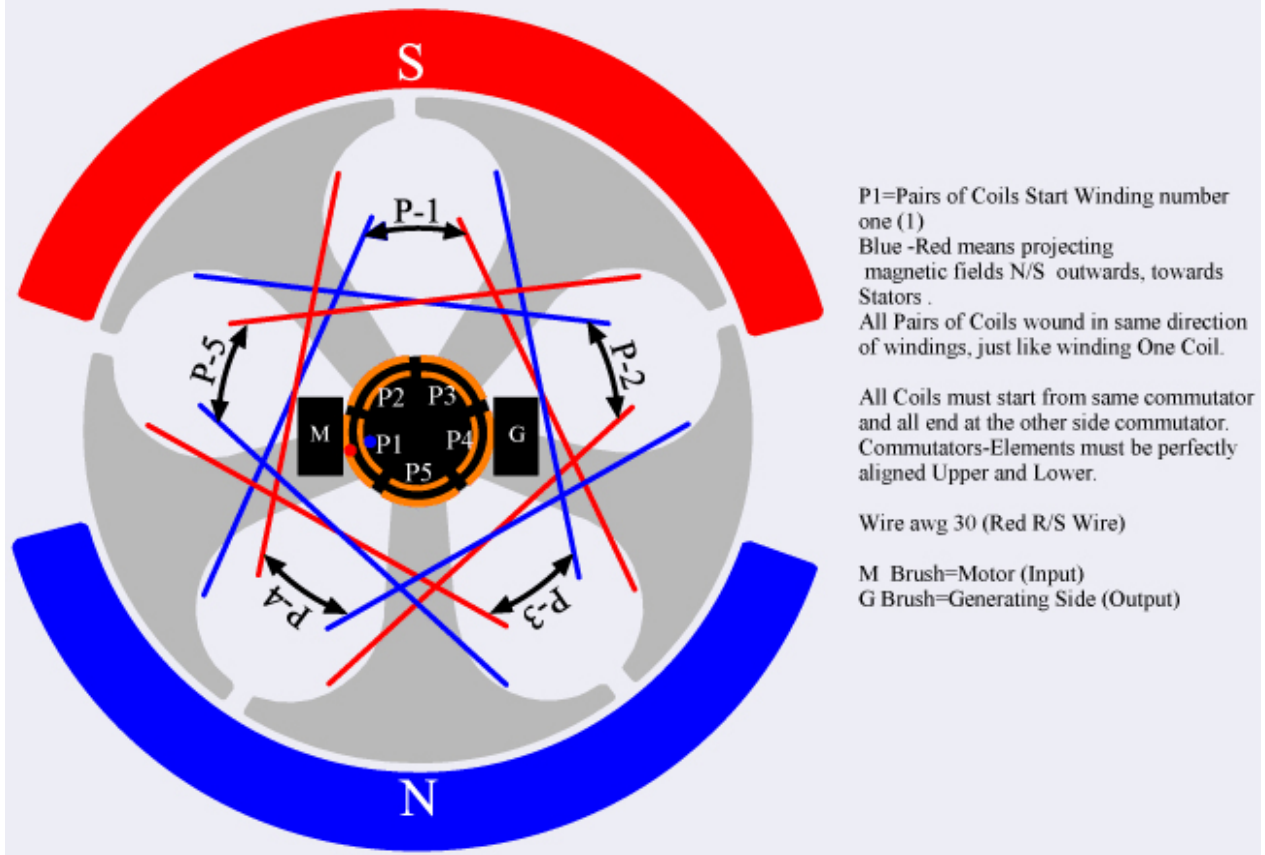 S
P-1
P-5
P-2
P2
P3
M
G
P1
P4
P5
P-4
P-3
N
P1=Pairs of Coils Start Winding number
one (1)
Blue -Red means projecting
magnetic fields N/S outwards, towards
Stators .
All Pairs of Coils wound in same direction
of windings, just like winding One Coil.
All Coils must start from same commutator
and all end at the other side commutator.
Commutators-Elements must be perfectly
aligned Upper and Lower.
Wire awg 30 (Red R/S Wire)
M Brush=Motor (Input)
G Brush=Generating Side (Output)